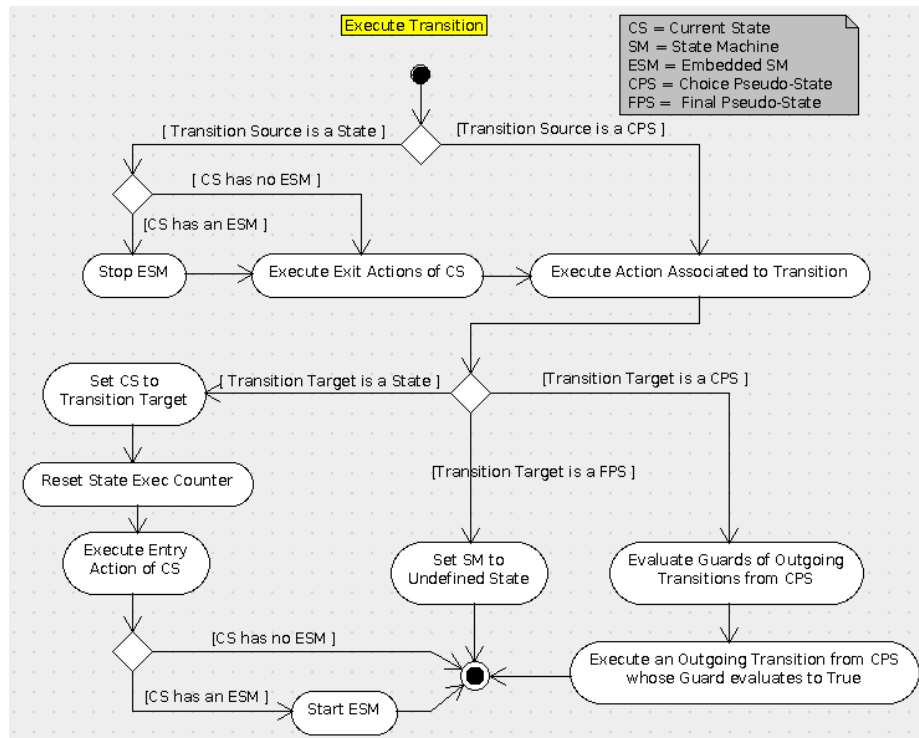 Execute Transition
CS = Current State
SM = State Machine
ESM = Embedded SM
CPS = Choice Pseudo-State
FPS = Final Pseudo-State
[ Transition Source is a State ]
[Transition Source is a CPS ]
[ CS has no ESM ]
[CS has an ESM ]
Stop ESM
Execute Exit Actions of CS
Execute Action Associated to Transition
Set CS to
Transition Target
[ Transition Target is a State ]
[Transition Target is a CPS ]
Reset State Exec Counter
[Transition Target is a FPS ]
Execute Entry
Action of CS
Set SM to
Undefined State
Evaluate Guards of Outgoing
Transitions from CPS
[CS has no ESM ]
[CS has an ESM ]
Start ESM
Execute an Outgoing Transition from CPS
whose Guard evaluates to True